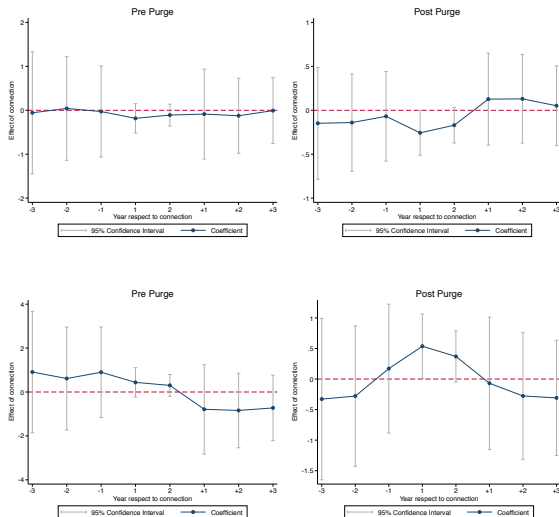 Pre Purge
Effect of connection
2
1
0
-1
-2
-3 -2 -1 1 2 +1 +2 +3
Year respect to connection
95% Confidence Interval Coefficient
Post Purge
Effect of connection
1
.5
0
-.5
-1
-3 -2 -1 1 2 +1 +2 +3
Year respect to connection
95% Confidence Interval Coefficient
Pre Purge
Effect of connection
4
2
0
-2
-4
-3 -2 -1 1 2 +1 +2 +3
Year respect to connection
95% Confidence Interval Coefficient
Post Purge
Effect of connection
1
.5
0
-.5
-1
-1.5
-3 -2 -1 1 2 +1 +2 +3
Year respect to connection
95% Confidence Interval Coefficient